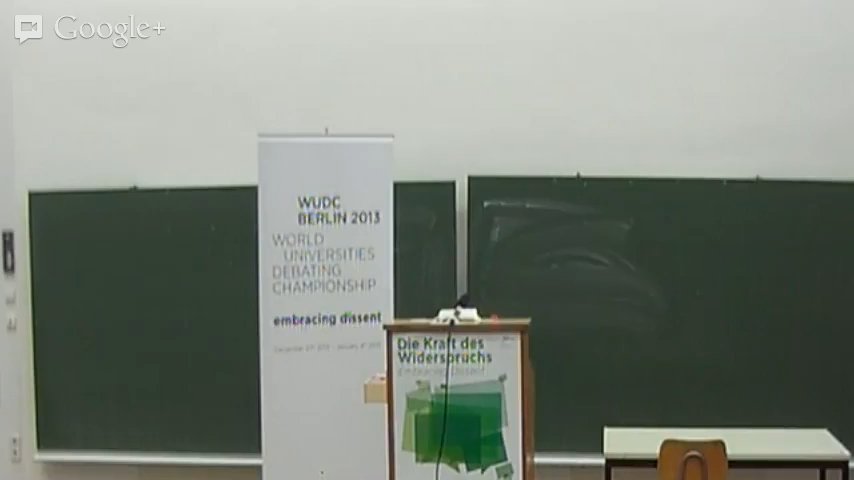 Google+
WUDC
BERLIN 2013
WORLD
UNIVERSITIES
DEBATING
CHAMPIONSHIP
embracing dissent
Die Kraft des
Widerspruchs
Embracing Dissent